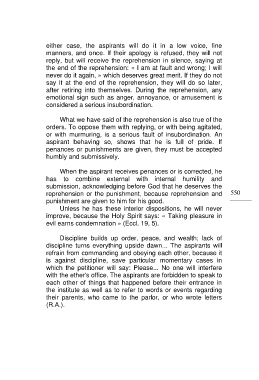 either case, the aspirants will do it in a low voice, fine
manners, and once. If their apology is refused, they will not
reply, but will receive the reprehension in silence, saying at
the end of the reprehension: « I am at fault and wrong; I will
never do it again, » which deserves great merit. If they do not
say it at the end of the reprehension, they will do so later,
after retiring into themselves. During the reprehension, any
emotional sign such as anger, annoyance, or amusement is
considered a serious insubordination.
What we have said of the reprehension is also true of the
orders. To oppose them with replying, or with being agitated,
or with murmuring, is a serious fault of insubordination. An
aspirant behaving so, shows that he is full of pride. If
penances or punishments are given, they must be accepted
humbly and submissively.
When the aspirant receives penances or is corrected, he
has to combine external with internal humility and
submission, acknowledging before God that he deserves the
reprehension or the punishment, because reprehension and
punishment are given to him for his good.
550
Unless he has these interior dispositions, he will never
improve, because the Holy Spirit says: « Taking pleasure in
evil earns condemnation » (Eccl. 19, 5).
Discipline builds up order, peace, and wealth; lack of
discipline turns everything upside dawn... The aspirants will
refrain from commanding and obeying each other, because it
is against discipline, save particular momentary cases in
which the petitioner will say: Please... No one will interfere
with the ether's office. The aspirants are forbidden to speak to
each other of things that happened before their entrance in
the institute as well as to refer to words or events regarding
their parents, who came to the parlor, or who wrote letters
(R.A.).